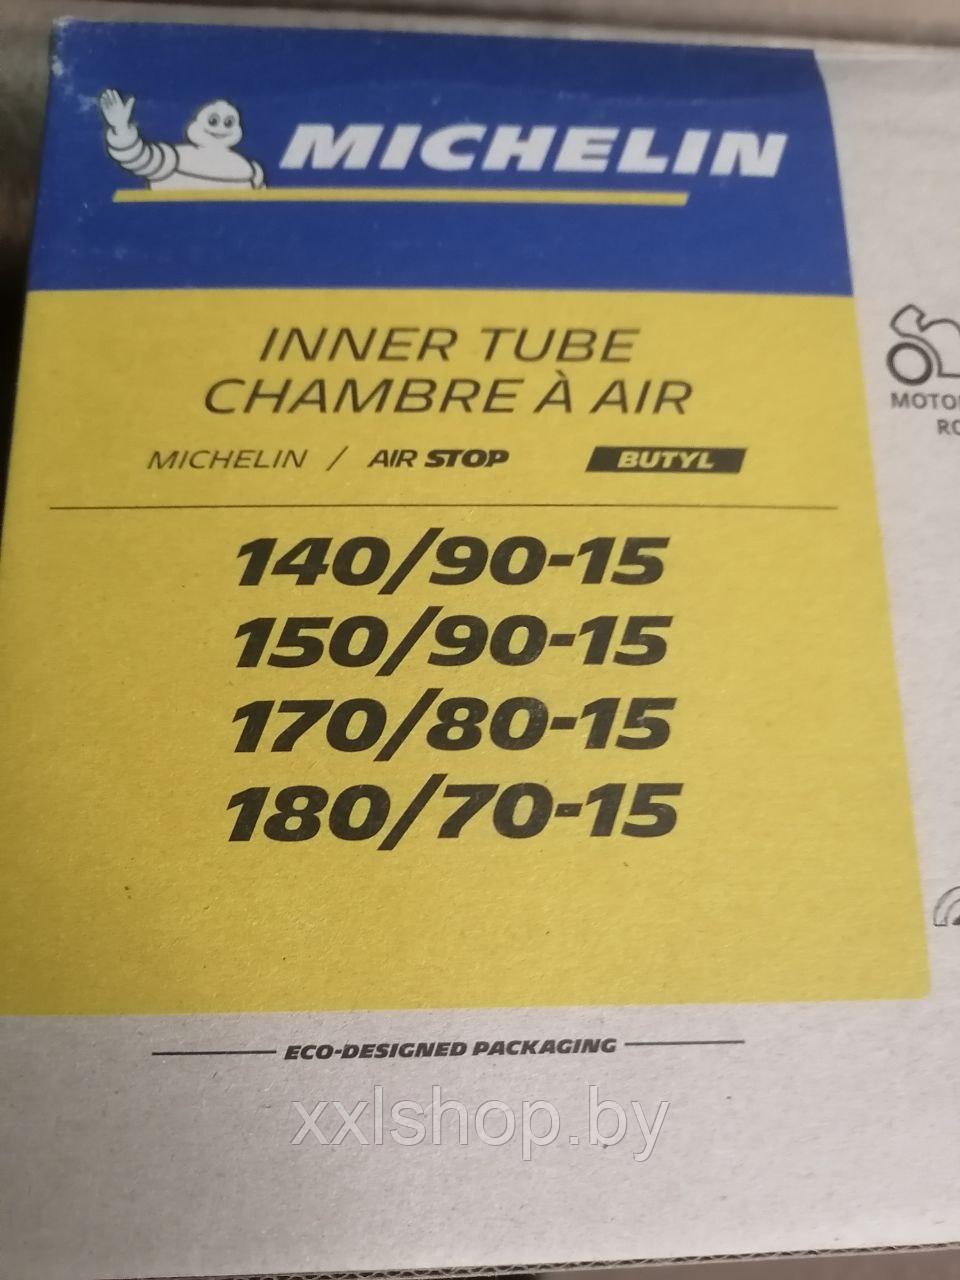 MICHELIN
INNER TUBE
CHAMBRE À AIR
MICHELIN / AIR STOP BUTYL
140/90-15
150/90-15
170/80-15
180/70-15
ECO-DESIGNED PACKAGING
xxlshop.by